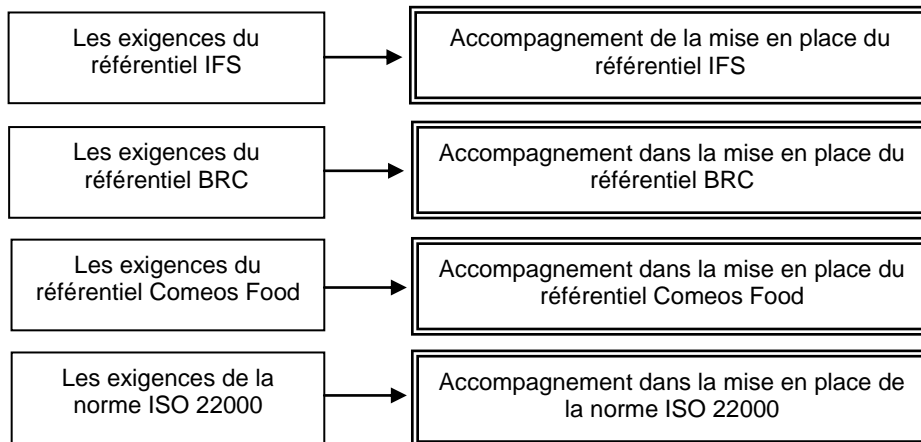 Les exigences du
référentiel IFS
Accompagnement de la mise en place du
référentiel IFS
Les exigences du
référentiel BRC
Accompagnement dans la mise en place du
référentiel BRC
Les exigences du
référentiel Comeos Food
Accompagnement dans la mise en place du
référentiel Comeos Food
Les exigences de la
norme ISO 22000
Accompagnement dans la mise en place de
la norme ISO 22000